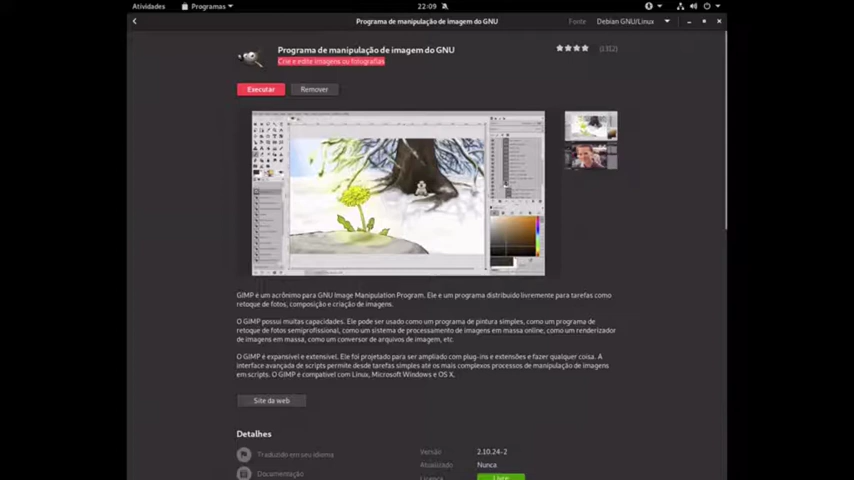 Atividades
Programas
22:09
Programa de manipulação de imagem do GNU
Fonte
Debian GNU/Linux
Programa de manipulação de imagem do GNU
Crie e edite imagens ou fotografias
(1312)
Executar
Remover
GIMP é um acrônimo para GNU Image Manipulation Program. Ele é um programa distribuído livremente para tarefas como
retoque de fotos, composição e criação de imagens.
O GIMP possui muitas capacidades. Ele pode ser usado como um programa de pintura simples, como um programa de
retoque de fotos semiprofissional, como um sistema de processamento de imagens em massa online, como um renderizador
de imagens em massa, como um conversor de arquivos de imagem, etc
O GIMP é expansível e extensível. Ele foi projetado para ser ampliado com plug-ins e extensões e fazer qualquer coisa. A
interface avançada de scripts permite desde tarefas simples até os mais complexos processos de manipulação de imagem
em scripts. O GIMP é compatível com Linux, Microsoft Windows e OS X.
Site da web
Detalhes
Traduzido em seu idioma
Documentação
Versão
2.10.24-2
Atualizado
Nunca
Licença
Livre